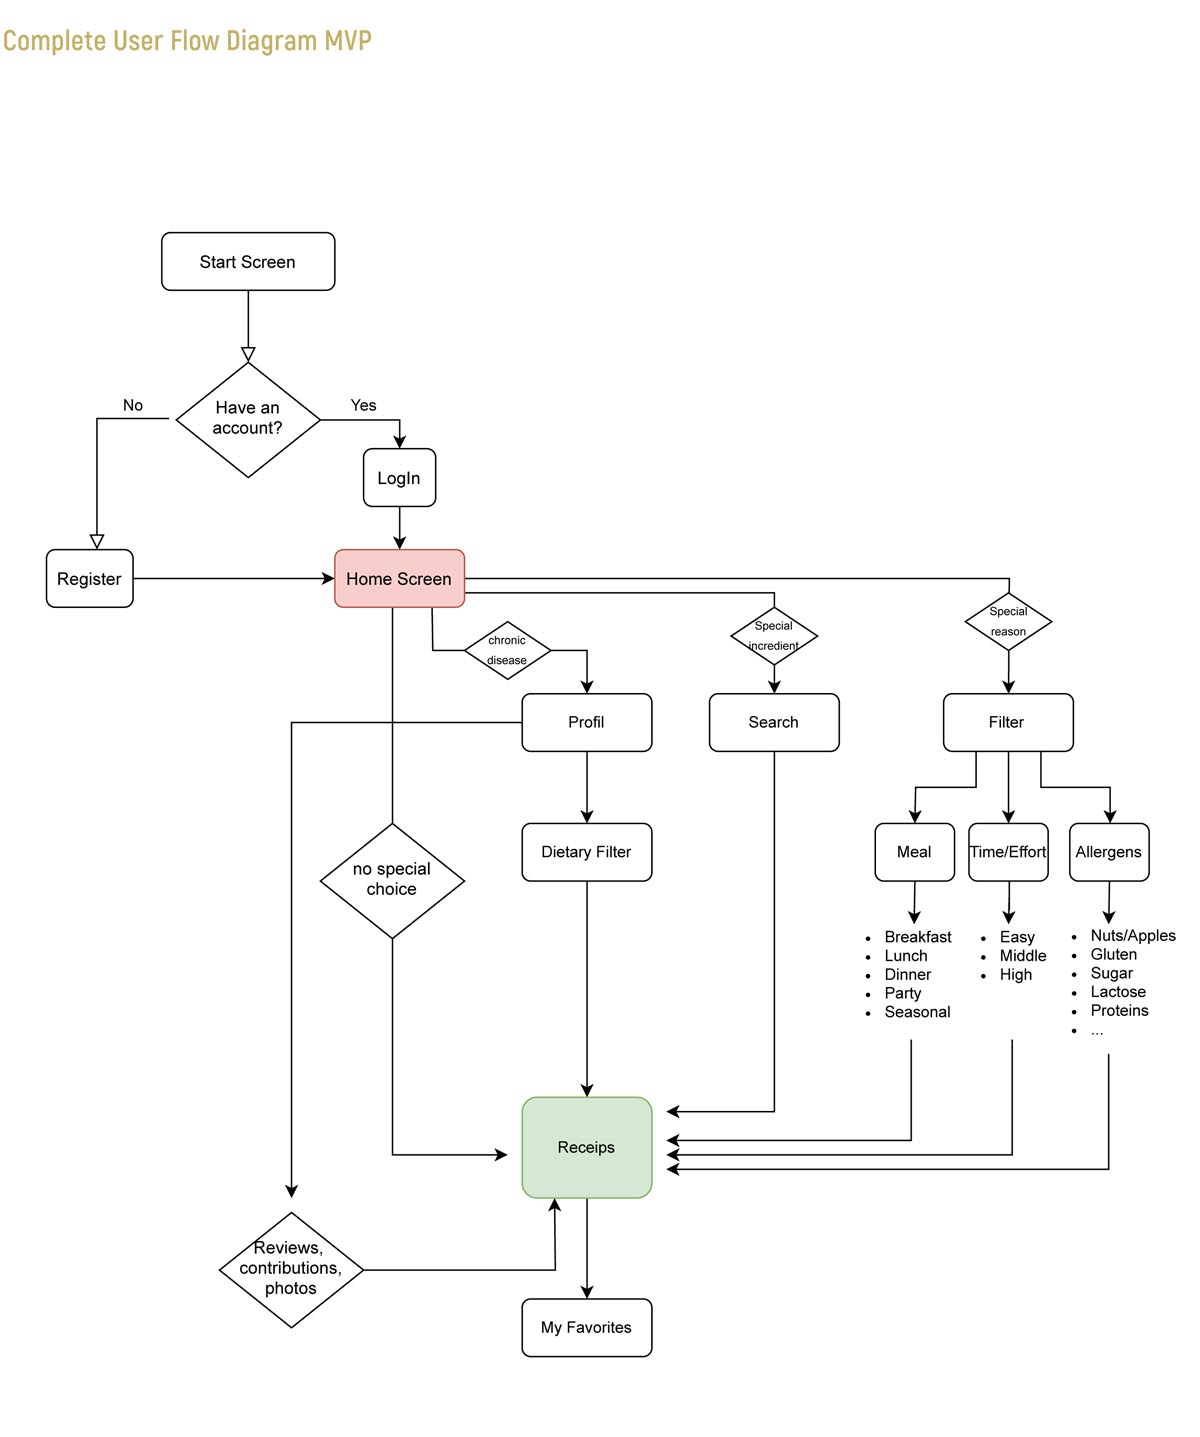 Complete User Flow Diagram MVP
Start Screen
Have an
account?
No
Yes
LogIn
Register
Home Screen
chronic
disease
Special
incredient
Special
reason
Profil
Search
Filter
no special
choice
Dietary Filter
Meal
Time/Effort
Allergens
• Breakfast
• Lunch
• Dinner
• Party
• Seasonal
• Easy
• Middle
• High
• Nuts/Apples
• Gluten
• Sugar
• Lactose
• Proteins
• ...
Receips
Reviews,
contributions,
photos
My Favorites